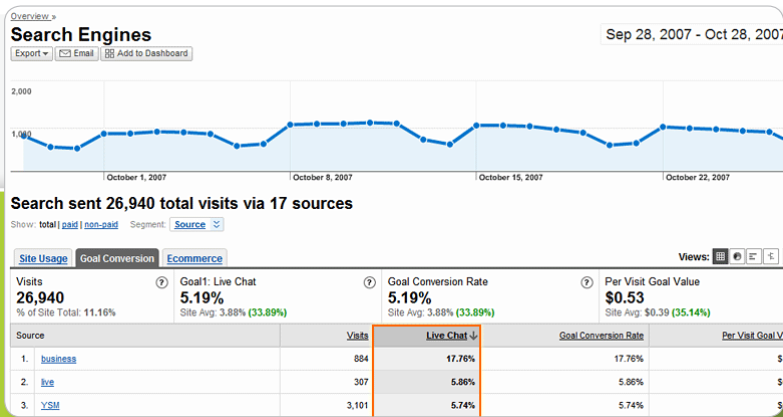 Overview »
Search Engines
Sep 28, 2007 - Oct 28, 2007
Export Email Add to Dashboard
2,000
1,000
October 1, 2007 October 8, 2007 October 15, 2007 October 22, 2007
Search sent 26,940 total visits via 17 sources
Show: total | paid | non-paid Segment: Source
Site Usage Goal Conversion Ecommerce Views:
Visits ? Goal1: Live Chat ? Goal Conversion Rate ? Per Visit Goal Value
26,940 5.19% 5.19% $0.53
% of Site Total: 11.16% Site Avg: 3.88% (33.89%) Site Avg: 3.88% (33.89%) Site Avg: $0.39 (35.14%)
Source Visits Live Chat ↓ Goal Conversion Rate Per Visit Goal V
1. business 884 17.76% 17.76% $
2. live 307 5.86% 5.86% $
3. YSM 3,101 5.74% 5.74% $